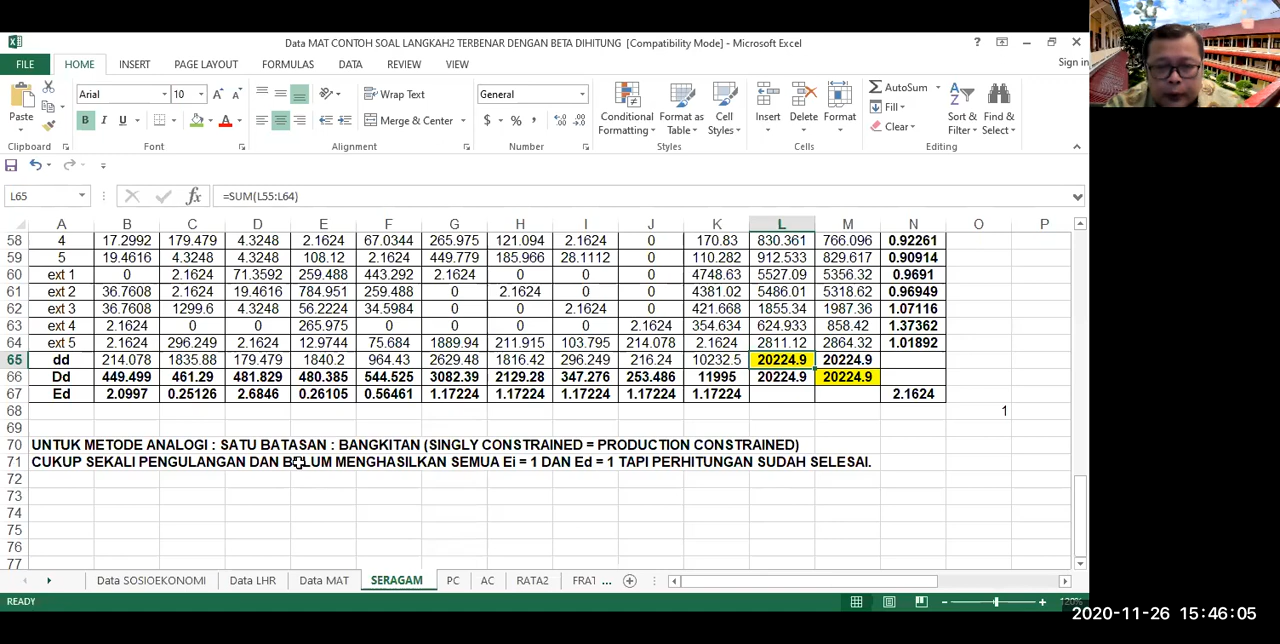 Data MAT CONTOH SOAL LANGKAH2 TERBENAR DENGAN BETA DIHITUNG [Compatibility Mode] - Microsoft Excel
FILE HOME INSERT PAGE LAYOUT FORMULAS DATA REVIEW VIEW Sign in
Paste Arial 10 Wrap Text General Conditional Formatting Format as Table Cell Styles Insert Delete Format AutoSum Fill Clear Sort & Filter Find & Select
B I U Merge & Center $ %
Clipboard Font Alignment Number Styles Cells Editing
L65 =SUM(L55:L64)
A B C D E F G H I J K L M N O P
58 4 17.2992 179.479 4.3248 2.1624 67.0344 265.975 121.094 2.1624 0 170.83 830.361 766.096 0.92261
59 5 19.4616 4.3248 4.3248 108.12 2.1624 449.779 185.966 28.1112 0 110.282 912.533 829.617 0.90914
60 ext 1 0 2.1624 71.3592 259.488 443.292 2.1624 0 0 0 4748.63 5527.09 5356.32 0.9691
61 ext 2 36.7608 2.1624 19.4616 784.951 259.488 0 2.1624 0 0 4381.02 5486.01 5318.62 0.96949
62 ext 3 36.7608 1299.6 4.3248 56.2224 34.5984 0 0 2.1624 0 421.668 1855.34 1987.36 1.07116
63 ext 4 2.1624 0 0 265.975 0 0 0 0 2.1624 354.634 624.933 858.42 1.37362
64 ext 5 2.1624 296.249 2.1624 12.9744 75.6847 1889.94 211.915 103.795 214.078 2.1624 2811.12 2864.32 1.01892
65 dd 214.078 1835.88 179.479 1840.2 964.43 2629.48 1816.42 296.249 216.24 10232.5 20224.9 20224.9
66 Dd 449.499 461.29 481.829 480.385 544.525 3082.39 2129.28 347.276 253.486 11995 20224.9 20224.9
67 Ed 2.0997 0.25126 2.6846 0.26105 0.56461 1.17224 1.17224 1.17224 1.17224 1.17224 2.1624
68 1
69
70 UNTUK METODE ANALOGI : SATU BATASAN : BANGKITAN (SINGLY CONSTRAINED = PRODUCTION CONSTRAINED)
71 CUKUP SEKALI PENGULANGAN DAN BELUM MENGHASILKAN SEMUA Ei = 1 DAN Ed = 1 TAPI PERHITUNGAN SUDAH SELESAI.
72
73
74
75
76
77
Data SOSIOEKONOMI Data LHR Data MAT SERAGAM PC AC RATA2 FRAT ...
READY 120%
2020-11-26 15:46:05